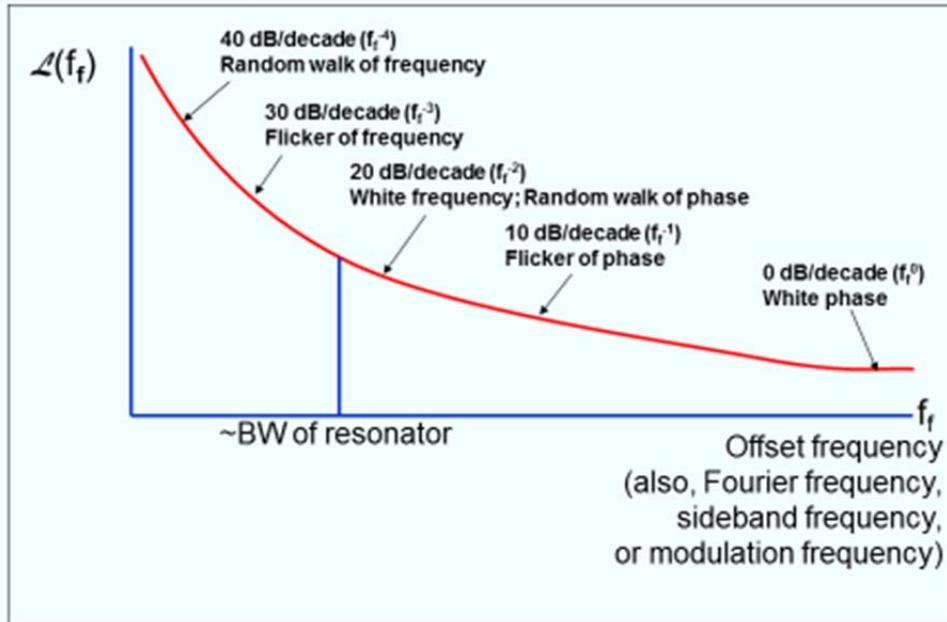 ℒ(f_f)
40 dB/decade (f_f^-4)
Random walk of frequency
30 dB/decade (f_f^-3)
Flicker of frequency
20 dB/decade (f_f^-2)
White frequency; Random walk of phase
10 dB/decade (f_f^-1)
Flicker of phase
0 dB/decade (f_f^0)
White phase
~BW of resonator
f_f
Offset frequency
(also, Fourier frequency,
sideband frequency,
or modulation frequency)